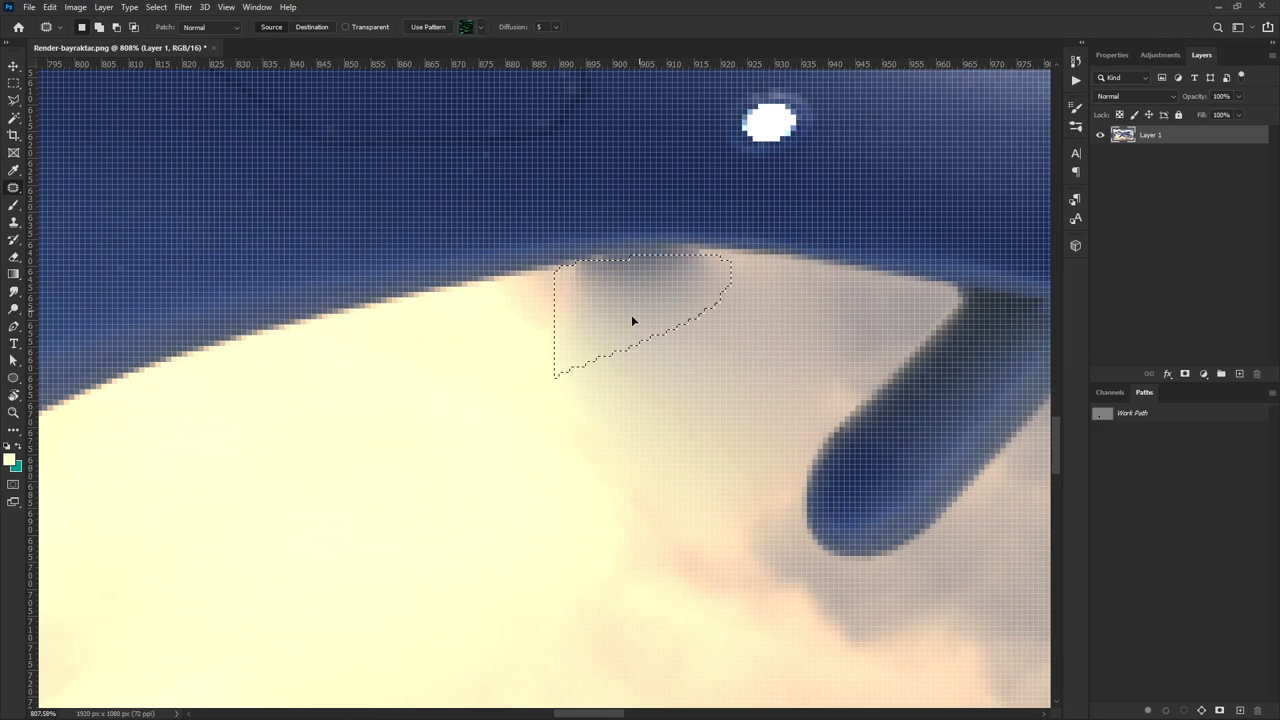 Ps File Edit Image Layer Type Select Filter 3D View Window Help
Patch: Normal Source Destination Transparent Use Pattern Diffusion: 5
Render-bayraktar.png @ 808% (Layer 1, RGB/16) *
795 800 805 810 815 820 825 830 835 840 845 850 855 860 865 870 875 880 885 890 895 900 905 910 915 920 925 930 935 940 945 950 955 960 965 970 975
Properties Adjustments Layers
Kind
Normal Opacity: 100%
Lock: Fill: 100%
Layer 1
fx
Channels Paths
Work Path
807,58% 1920 px x 1080 px (72 ppi)